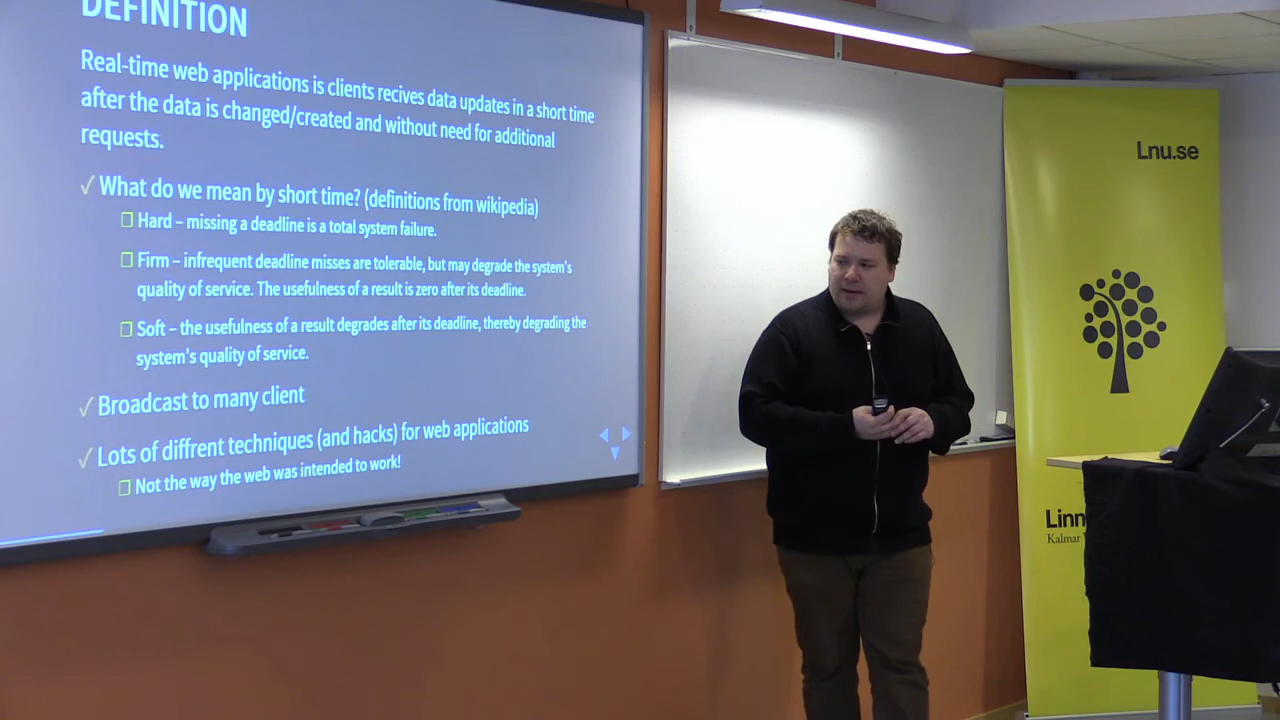 DEFINITION
Real-time web applications is clients recives data updates in a short time
after the data is changed/created and without need for additional
requests.
What do we mean by short time? (definitions from wikipedia)
Hard – missing a deadline is a total system failure.
Firm – infrequent deadline misses are tolerable, but may degrade the system's
quality of service. The usefulness of a result is zero after its deadline.
Soft – the usefulness of a result degrades after its deadline, thereby degrading the
system's quality of service.
Broadcast to many client
Lots of diffrent techniques (and hacks) for web applications
Not the way the web was intended to work!
Lnu.se
Linn
Kalmar